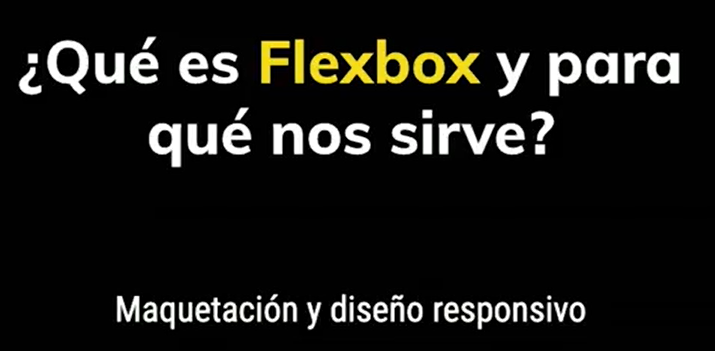 ¿Qué es Flexbox y para
qué nos sirve?
Maquetación y diseño responsivo